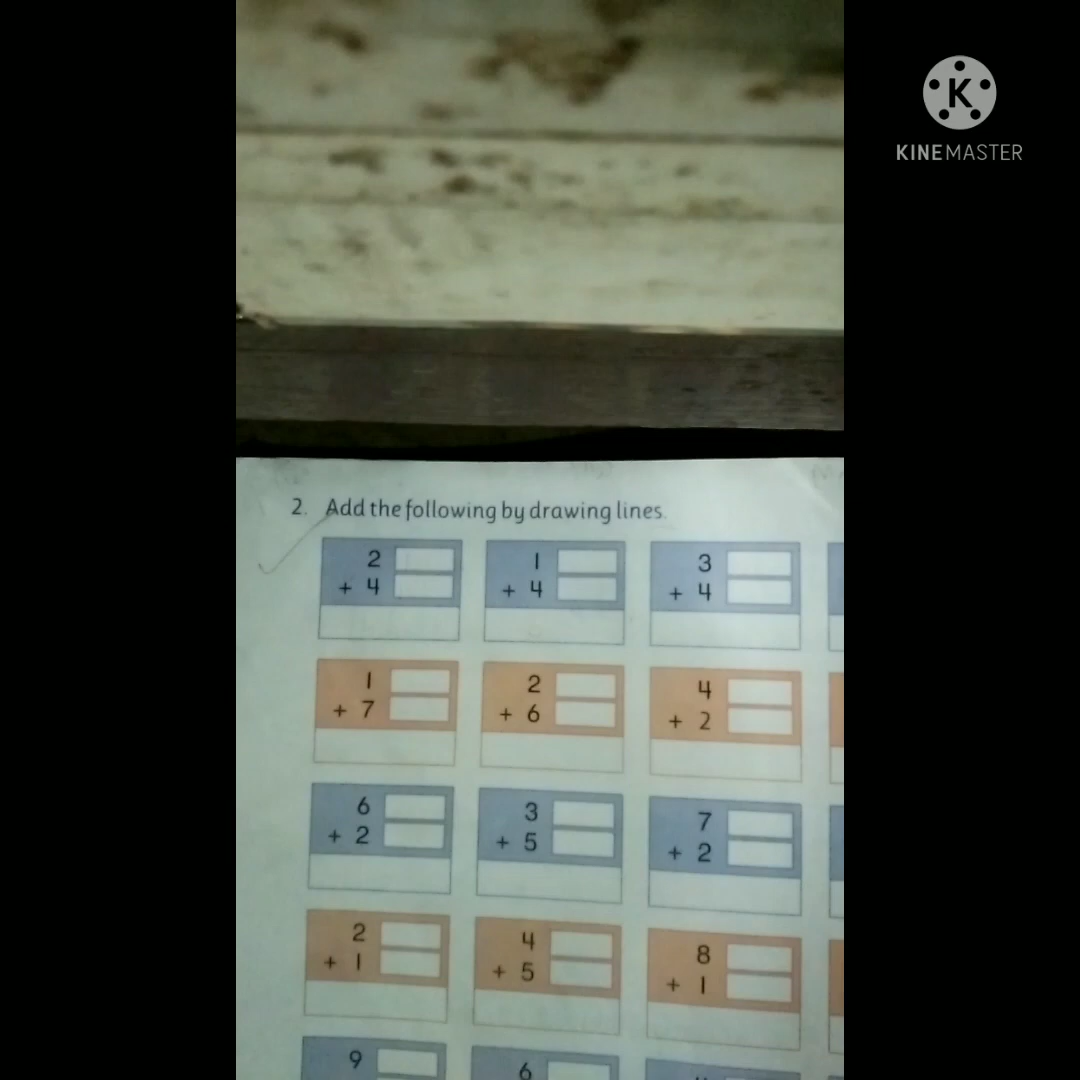 KINEMASTER
2. Add the following by drawing lines.
2 1 3
+ 4 + 4 + 4
1 2 4
+ 7 + 6 + 2
6 3 7
+ 2 + 5 + 2
2 4 8
+ 1 + 5 + 1
9 6